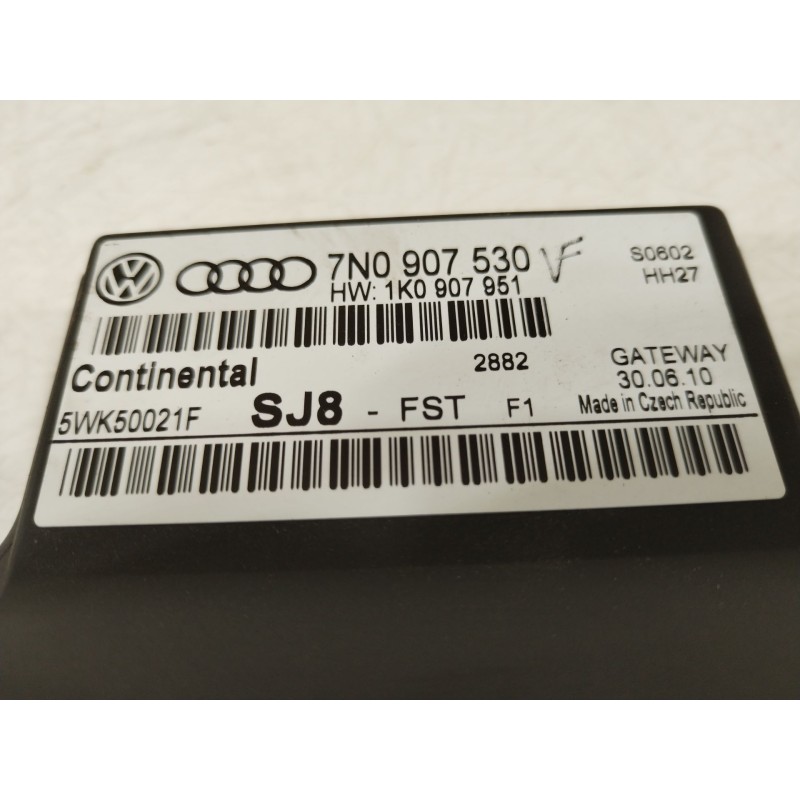 7N0 907 530 F
HW: 1K0 907 951
S0602
HH27
Continental
2882
GATEWAY
30.06.10
5WK50021F
SJ8 - FST F1
Made in Czech Republic